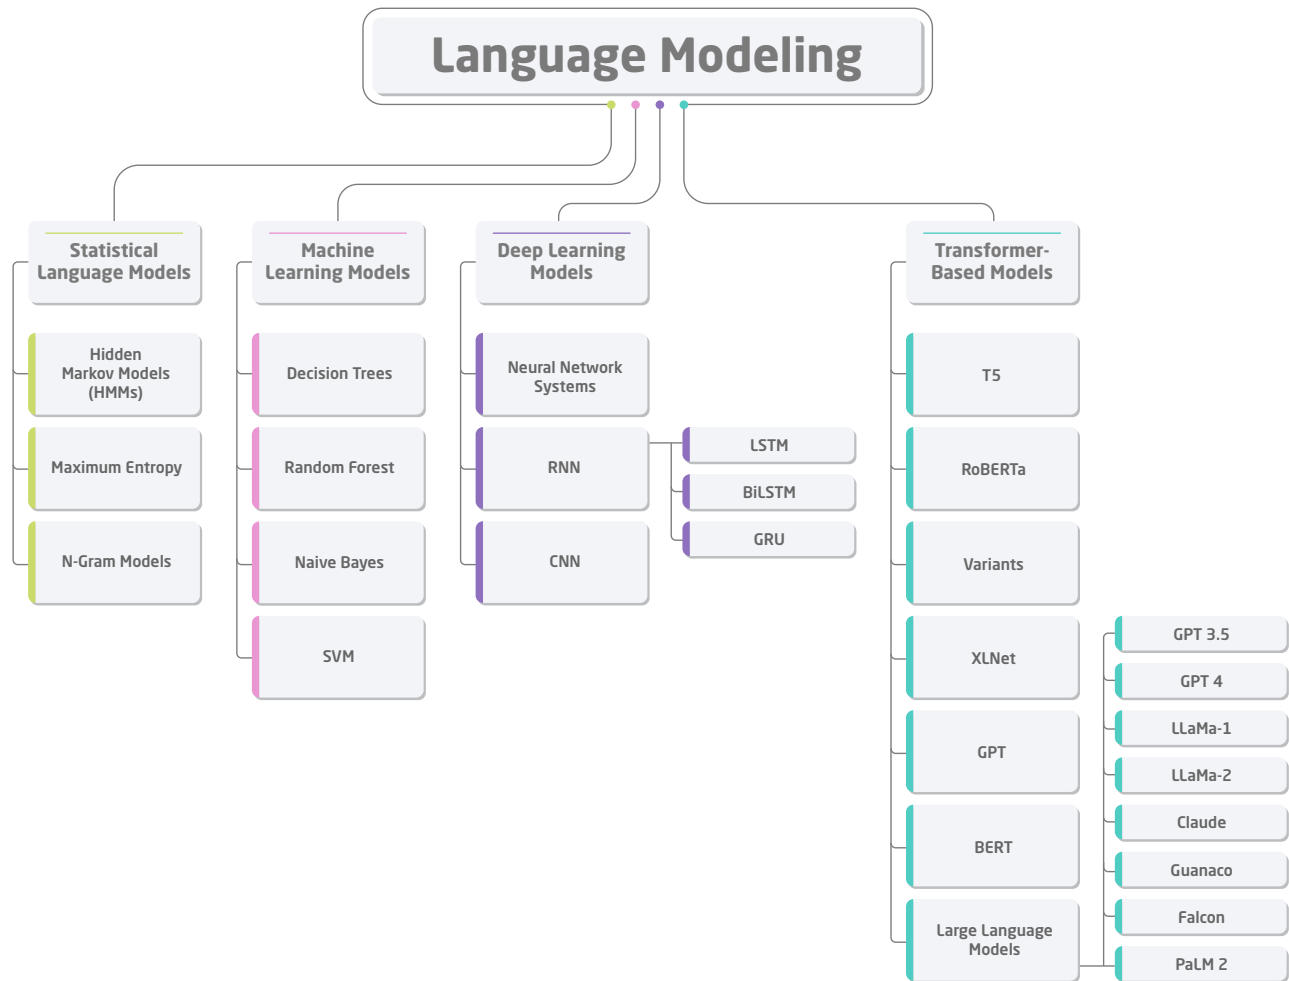 Language Modeling
Statistical
Language Models
Hidden
Markov Models
(HMMs)
Maximum Entropy
N-Gram Models
Machine
Learning Models
Decision Trees
Random Forest
Naive Bayes
SVM
Deep Learning
Models
Neural Network
Systems
RNN
LSTM
BiLSTM
GRU
CNN
Transformer-
Based Models
T5
RoBERTa
Variants
XLNet
GPT
BERT
Large Language
Models
GPT 3.5
GPT 4
LLaMa-1
LLaMa-2
Claude
Guanaco
Falcon
PaLM 2